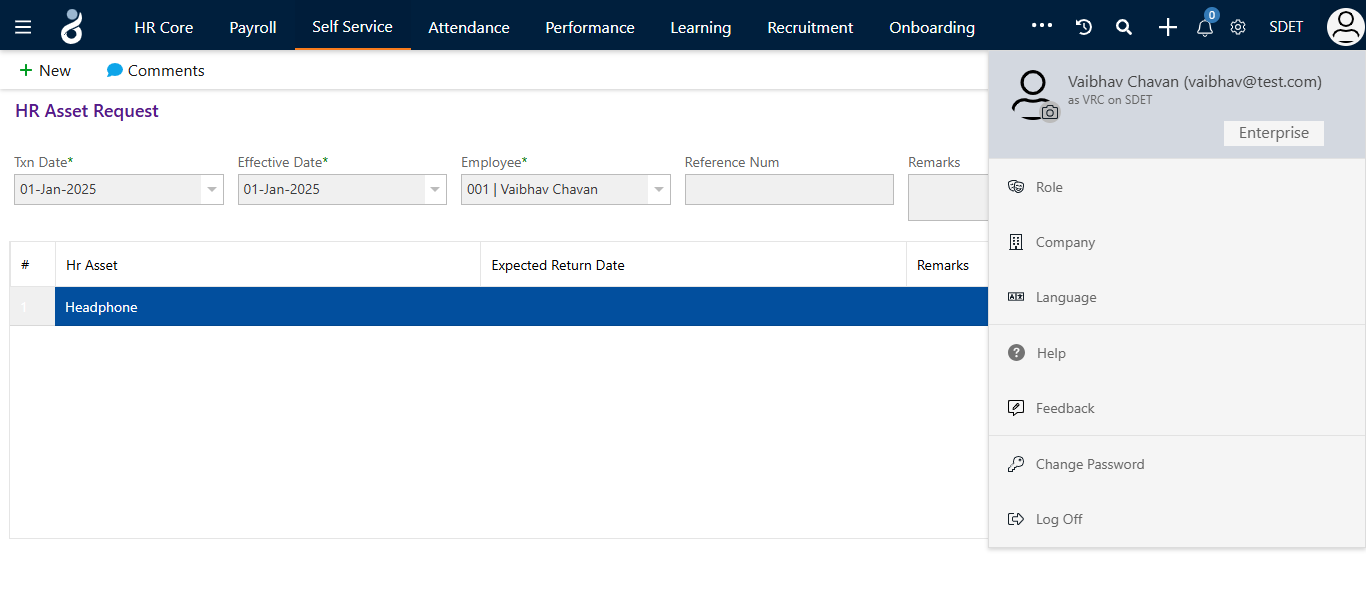 HR Core Payroll Self Service Attendance Performance Learning Recruitment Onboarding ... 0 SDET
New Comments
Vaibhav Chavan (vaibhav@test.com)
as VRC on SDET
Enterprise
HR Asset Request
Txn Date* Effective Date* Employee* Reference Num Remarks
01-Jan-2025 01-Jan-2025 001 | Vaibhav Chavan
# Hr Asset Expected Return Date Remarks
1 Headphone
Role
Company
Language
Help
Feedback
Change Password
Log Off